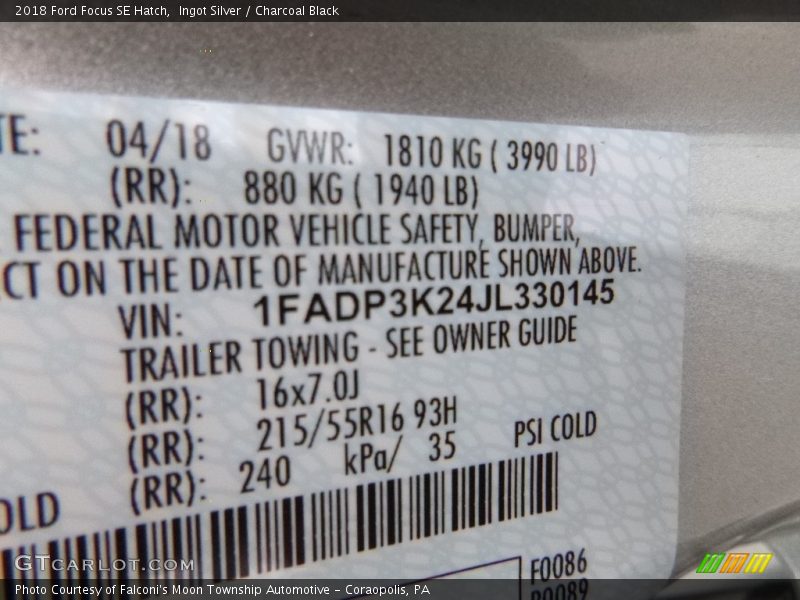 2018 Ford Focus SE Hatch,  Ingot Silver / Charcoal Black
TE: 04/18 GVWR: 1810 KG ( 3990 LB)
(RR): 880 KG ( 1940 LB)
FEDERAL MOTOR VEHICLE SAFETY, BUMPER,
CT ON THE DATE OF MANUFACTURE SHOWN ABOVE.
VIN: 1FADP3K24JL330145
TRAILER TOWING - SEE OWNER GUIDE
(RR): 16x7.0J
(RR): 215/55R16 93H
(RR): 240 kPa/ 35 PSI COLD
OLD
F0086
R0089
GTCARLOT.COM
Photo Courtesy of Falconi's Moon Township Automotive – Coraopolis, PA